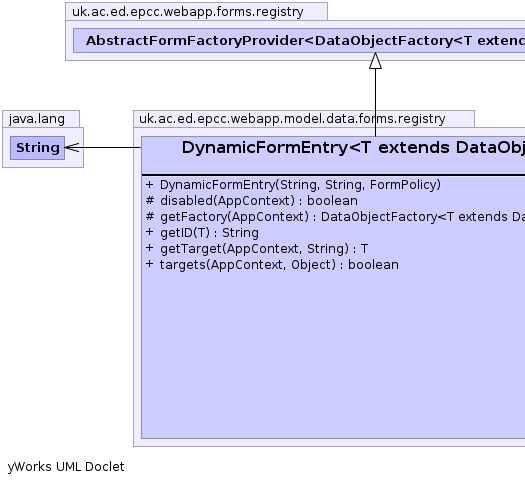 uk.ac.ed.epcc.webapp.forms.registry
AbstractFormFactoryProvider<DataObjectFactory<T extend
java.lang
String
uk.ac.ed.epcc.webapp.model.data.forms.registry
DynamicFormEntry<T extends DataObj
+ DynamicFormEntry(String, String, FormPolicy)
# disabled(AppContext) : boolean
# getFactory(AppContext) : DataObjectFactory<T extends Da
+ getID(T) : String
+ getTarget(AppContext, String) : T
+ targets(AppContext, Object) : boolean
yWorks UML Doclet